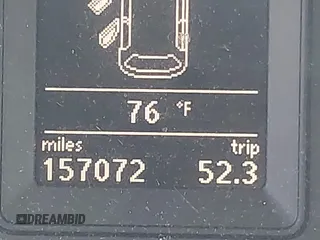 76 °F
miles trip
157072 52.3
DREAMBID